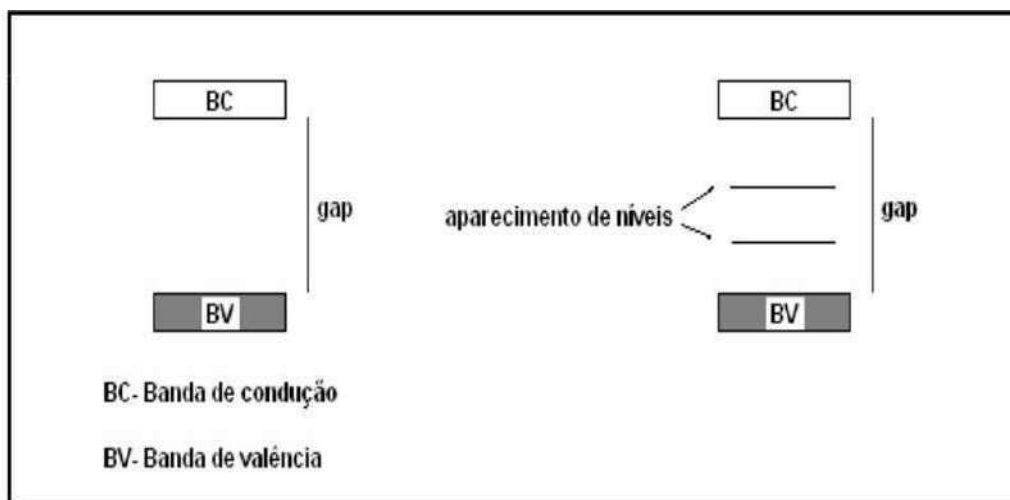 BC
BC
gap
aparecimento de níveis
gap
BV
BV
BC- Banda de condução
BV- Banda de valência